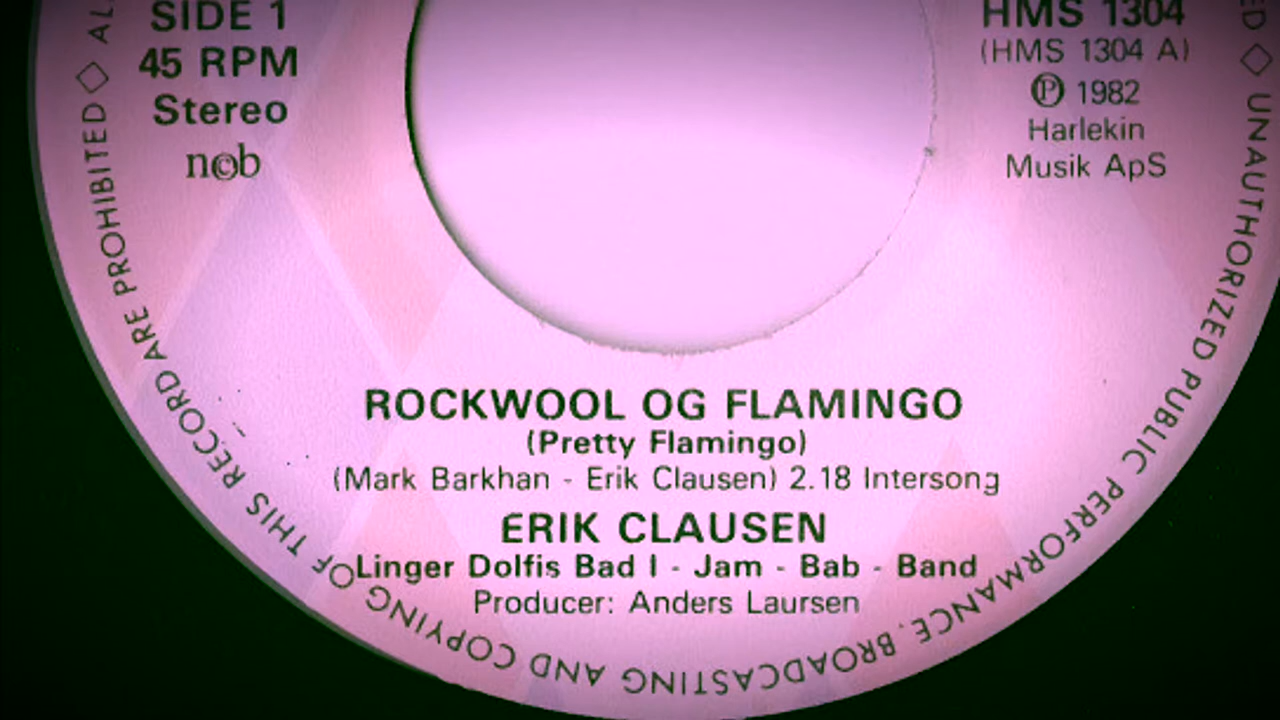 SIDE 1
45 RPM
Stereo
n©b
HMS 1304
(HMS 1304 A)
℗ 1982
Harlekin
Musik ApS
ROCKWOOL OG FLAMINGO
(Pretty Flamingo)
(Mark Barkhan - Erik Clausen) 2.18 Intersong
ERIK CLAUSEN
Linger Dolfis Bad I - Jam - Bab - Band
Producer: Anders Laursen
UNAUTHORIZED PUBLIC PERFORMANCE, BROADCASTING AND COPYING OF THIS RECORD ARE PROHIBITED ◇